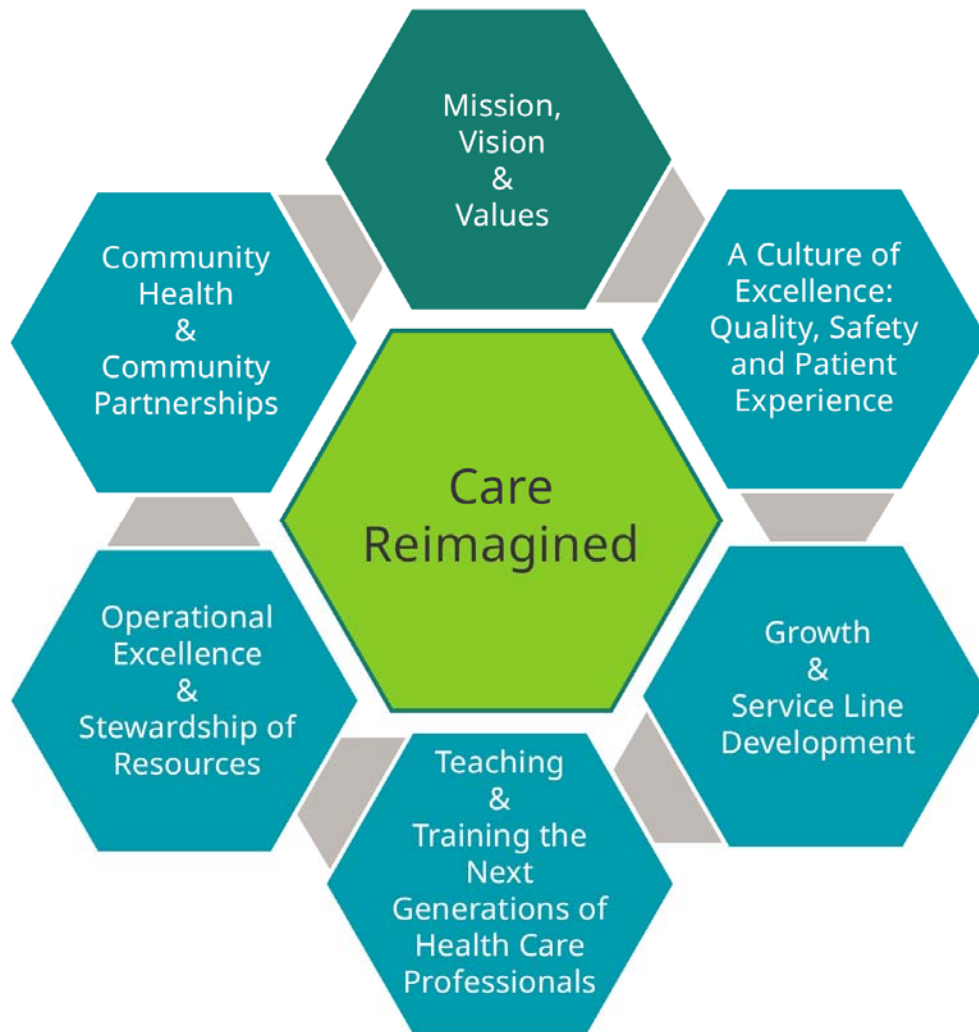 Mission,
Vision
&
Values
A Culture of
Excellence:
Quality, Safety
and Patient
Experience
Growth
&
Service Line
Development
Teaching
&
Training the
Next
Generations of
Health Care
Professionals
Operational
Excellence
&
Stewardship of
Resources
Community
Health
&
Community
Partnerships
Care
Reimagined